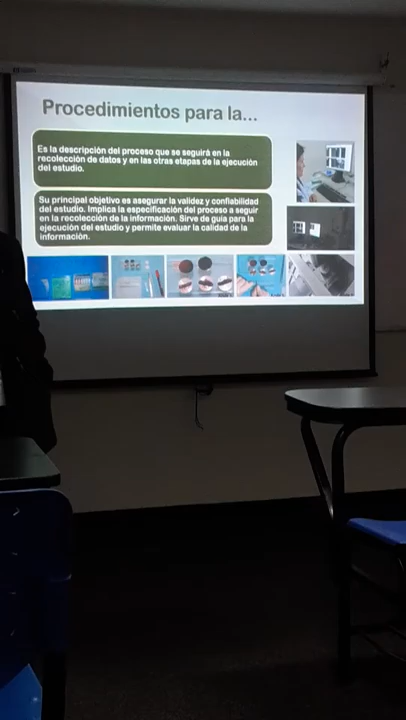 Procedimientos para la...
Es la descripción del proceso que se seguirá en la
recolección de datos y en las otras etapas de la ejecución
del estudio.
Su principal objetivo es asegurar la validez y confiabilidad
del estudio. Implica la especificación del proceso a seguir
en la recolección de la información. Sirve de guía para la
ejecución del estudio y permite evaluar la calidad de la
información.